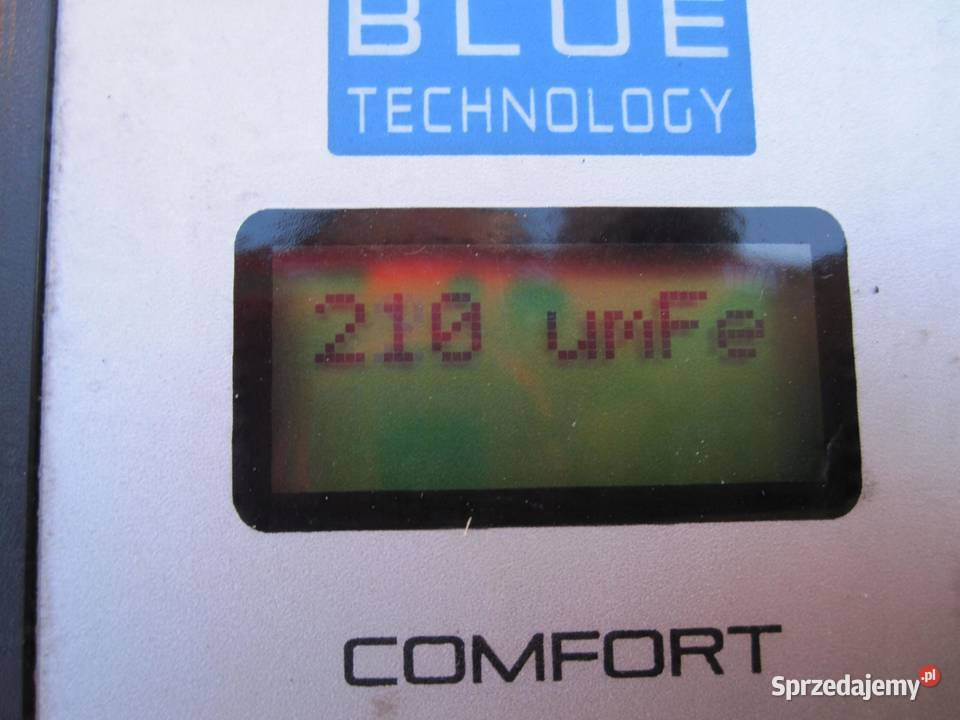 BLUE
TECHNOLOGY
210 umFe
COMFORT
Sprzedajemy.pl